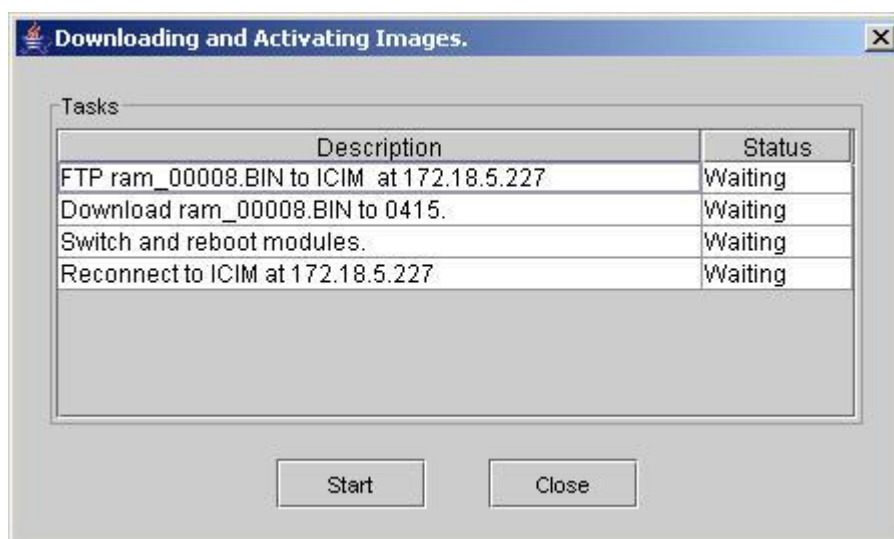 Downloading and Activating Images.
Tasks
Description Status
FTP ram_00008.BIN to ICIM at 172.18.5.227 Waiting
Download ram_00008.BIN to 0415. Waiting
Switch and reboot modules. Waiting
Reconnect to ICIM at 172.18.5.227 Waiting
Start Close